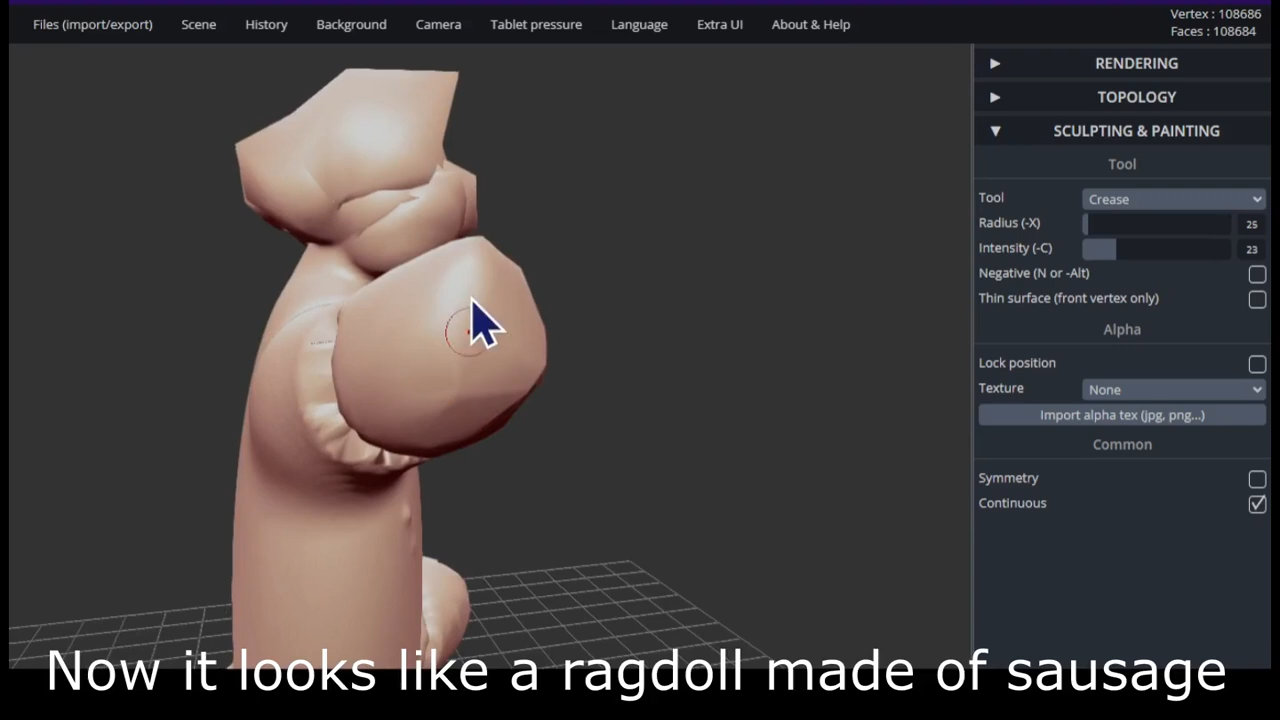 Files (import/export) Scene History Background Camera Tablet pressure Language Extra UI About & Help
Vertex : 108686
Faces : 108684
RENDERING
TOPOLOGY
SCULPTING & PAINTING
Tool
Tool Crease
Radius (-X) 25
Intensity (-C) 23
Negative (N or -Alt)
Thin surface (front vertex only)
Alpha
Lock position
Texture None
Import alpha tex (jpg, png...)
Common
Symmetry
Continuous
Now it looks like a ragdoll made of sausage